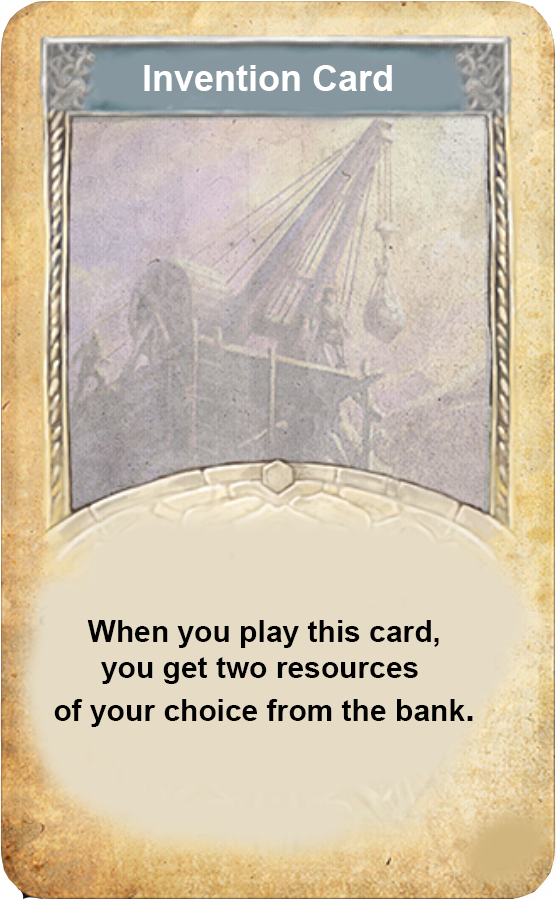 Invention Card
When you play this card,
you get two resources
of your choice from the bank.